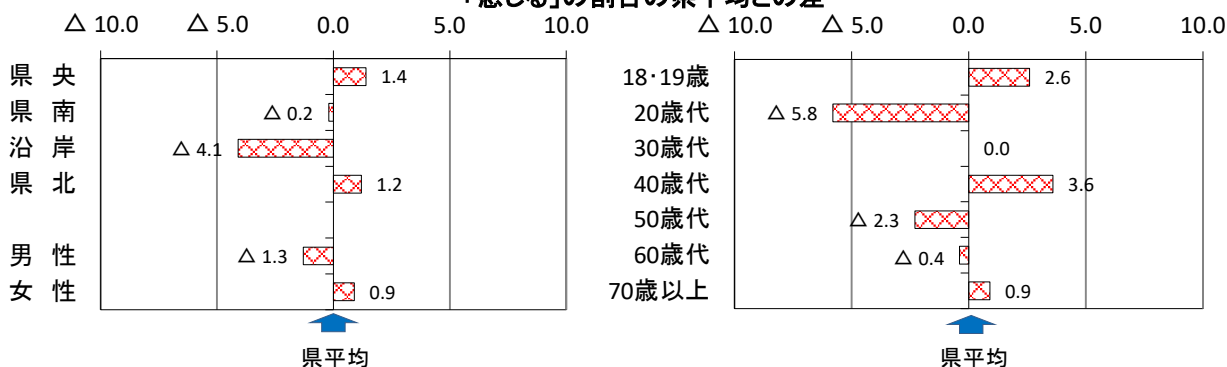 「感じる」の割合の県平均との差
△ 10.0 △ 5.0 0.0 5.0 10.0
県 央 1.4
県 南 △ 0.2
沿 岸 △ 4.1
県 北 1.2
男 性 △ 1.3
女 性 0.9
県平均
△ 10.0 △ 5.0 0.0 5.0 10.0
18・19歳 2.6
20歳代 △ 5.8
30歳代 0.0
40歳代 3.6
50歳代 △ 2.3
60歳代 △ 0.4
70歳以上 0.9
県平均